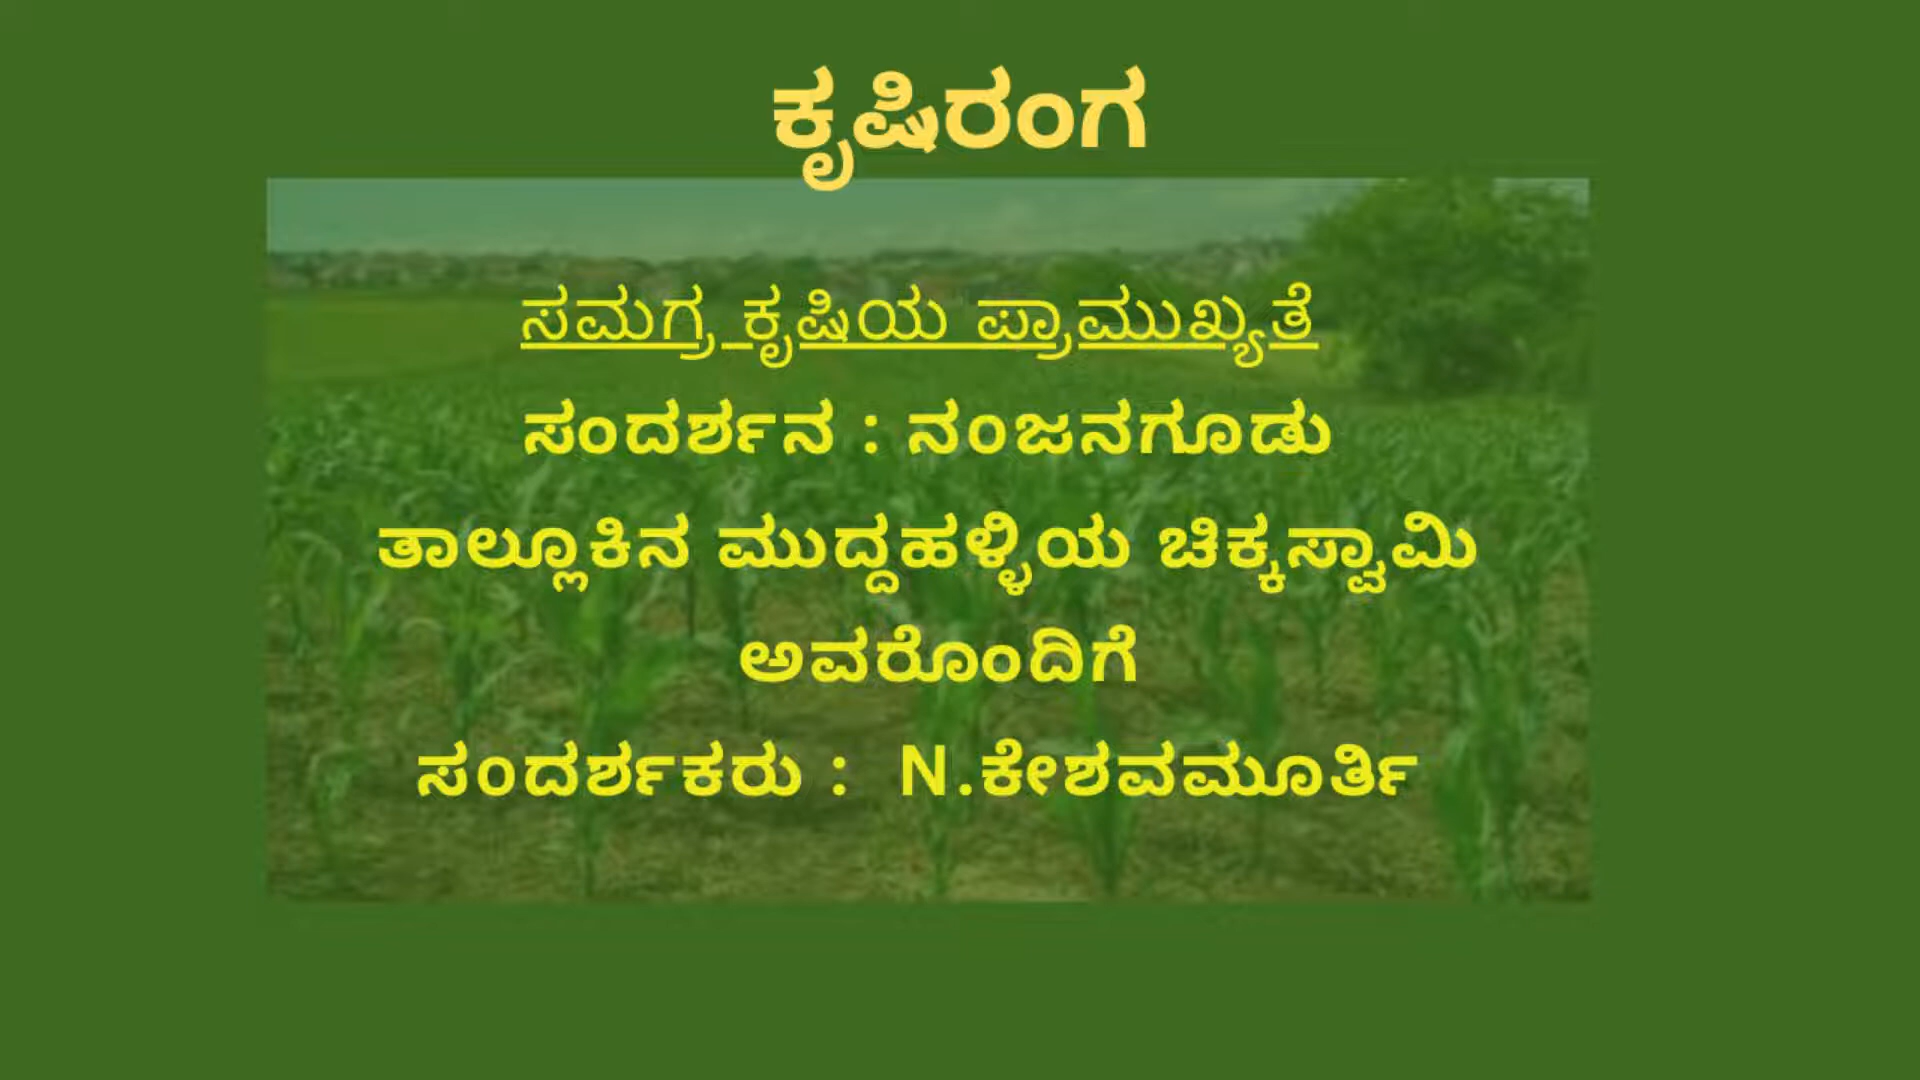 ಕೃಷಿರಂಗ
ಸಮಗ್ರ ಕೃಷಿಯ ಪ್ರಾಮುಖ್ಯತೆ
ಸಂದರ್ಶನ : ನಂಜನಗೂಡು
ತಾಲ್ಲೂಕಿನ ಮುದ್ದಹಳ್ಳಿಯ ಚಿಕ್ಕಸ್ವಾಮಿ
ಅವರೊಂದಿಗೆ
ಸಂದರ್ಶಕರು : N.ಕೇಶವಮೂರ್ತಿ